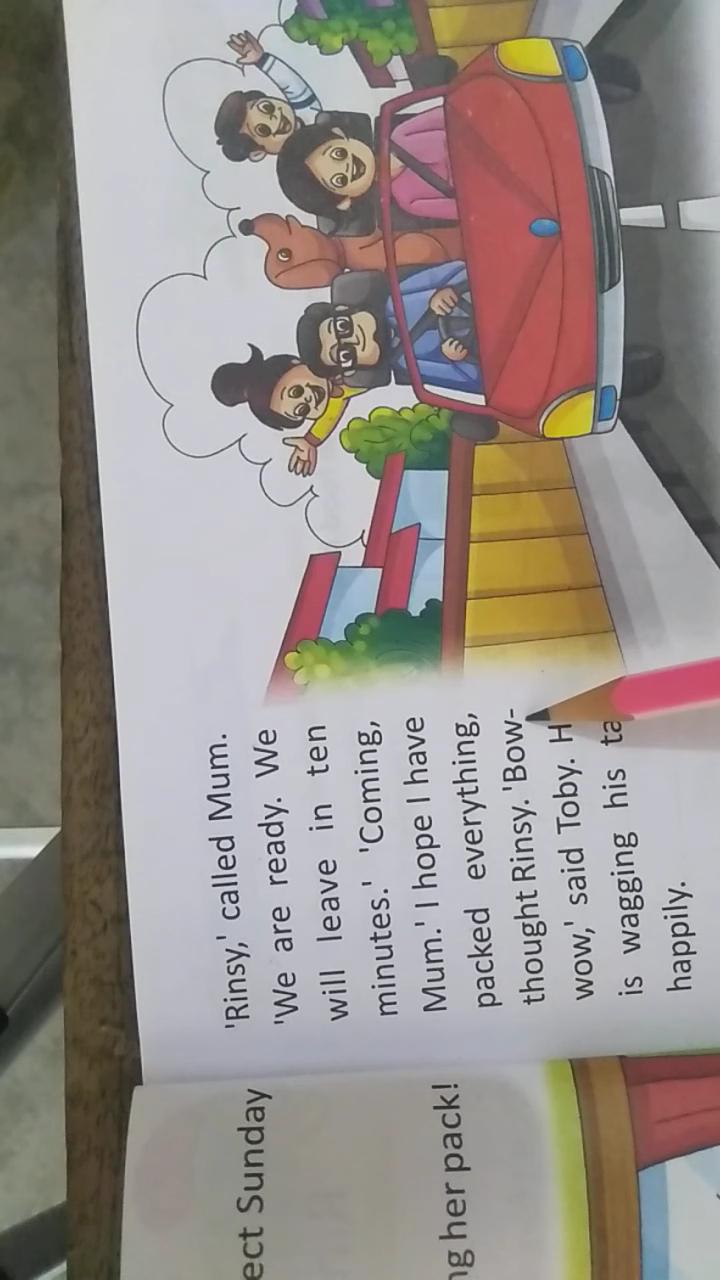 ect Sunday
ng her pack!
'Rinsy,' called Mum.
'We are ready. We
will leave in ten
minutes.' 'Coming,
Mum.' I hope I have
packed everything,
thought Rinsy. 'Bow-
wow,' said Toby. H
is wagging his ta
happily.